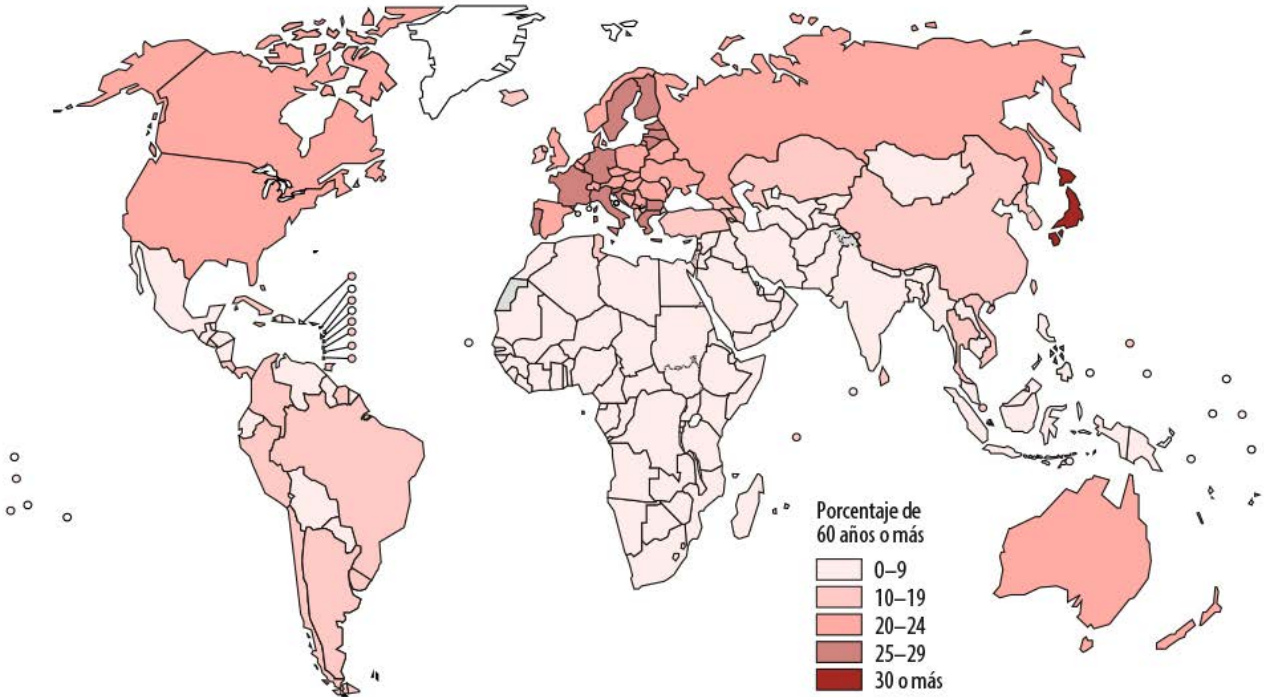 Porcentaje de
60 años o más
0–9
10–19
20–24
25–29
30 o más